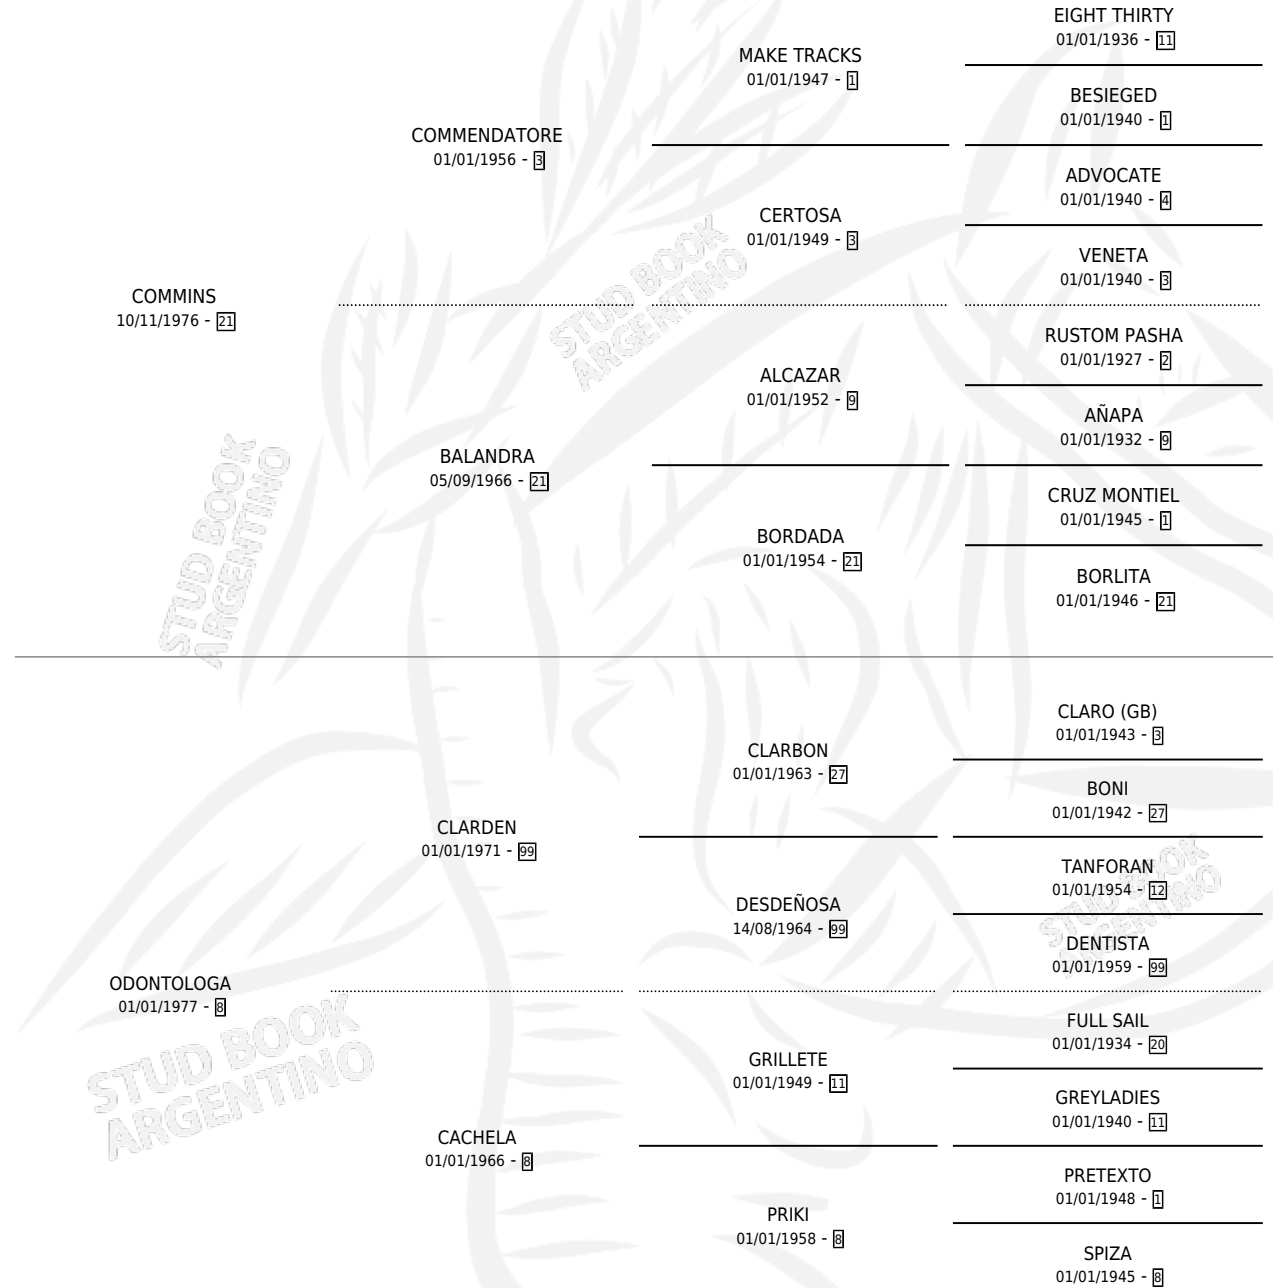 EIGHT THIRTY
01/01/1936 - 11
MAKE TRACKS
01/01/1947 - 1
BESIEGED
01/01/1940 - 1
COMMENDATORE
01/01/1956 - 3
ADVOCATE
01/01/1940 - 4
CERTOSA
01/01/1949 - 3
VENETA
01/01/1940 - 3
COMMINS
10/11/1976 - 21
RUSTOM PASHA
01/01/1927 - 2
ALCAZAR
01/01/1952 - 9
AÑAPA
01/01/1932 - 9
BALANDRA
05/09/1966 - 21
CRUZ MONTIEL
01/01/1945 - 1
BORDADA
01/01/1954 - 21
BORLITA
01/01/1946 - 21
STUD BOOK
ARGENTINO
STUD BOOK
ARGENTINO
CLARO (GB)
01/01/1943 - 3
CLARBON
01/01/1963 - 27
BONI
01/01/1942 - 27
CLARDEN
01/01/1971 - 99
TANFORAN
01/01/1954 - 12
DESDEÑOSA
14/08/1964 - 99
DENTISTA
01/01/1959 - 99
STUD BOOK
ARGENTINO
ODONTOLOGA
01/01/1977 - 8
FULL SAIL
01/01/1934 - 20
GRILLETE
01/01/1949 - 11
GREYLADIES
01/01/1940 - 11
STUD BOOK
ARGENTINO
CACHELA
01/01/1966 - 8
PRETEXTO
01/01/1948 - 1
PRIKI
01/01/1958 - 8
SPIZA
01/01/1945 - 8